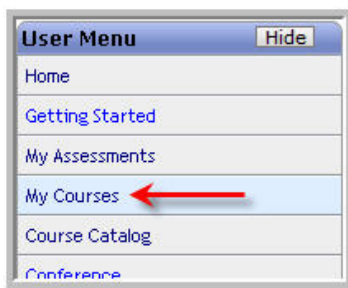 User Menu Hide
Home
Getting Started
My Assessments
My Courses
Course Catalog
Conference